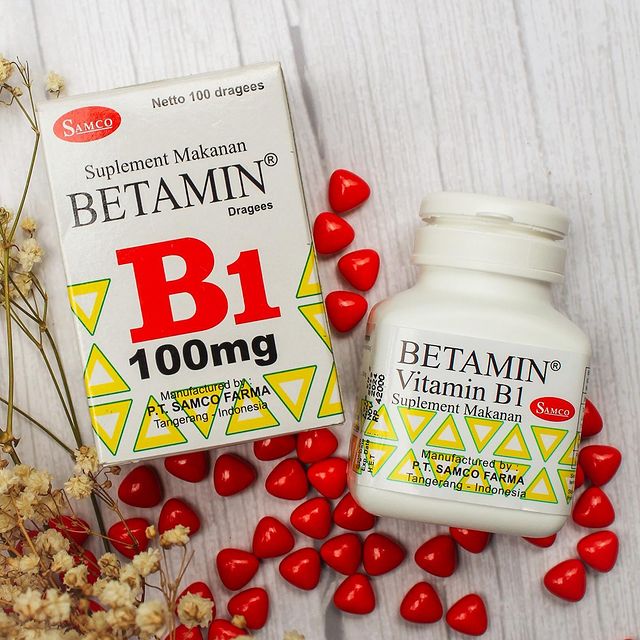 Netto 100 dragees
SAMCO
Suplement Makanan
BETAMIN®
Dragees
B1
100mg
Manufactured by :
P.T. SAMCO FARMA
Tangerang - Indonesia
BETAMIN®
Vitamin B1
Suplement Makanan
SAMCO
Manufactured by :
P.T. SAMCO FARMA
Tangerang - Indonesia